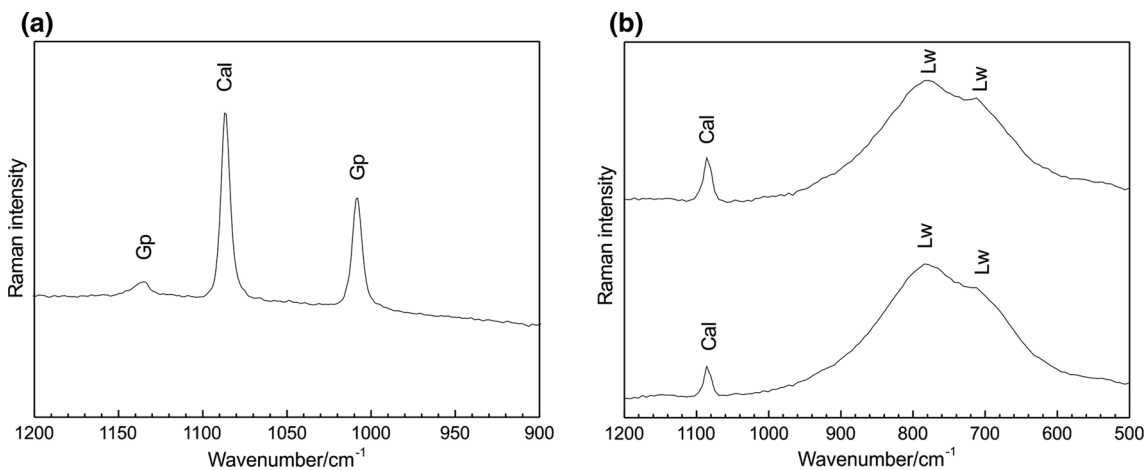 (a)
Raman intensity
Gp
Cal
Gp
1200 1150 1100 1050 1000 950 900
Wavenumber/cm-1
(b)
Raman intensity
Cal
Lw
Lw
Cal
Lw
Lw
1200 1100 1000 900 800 700 600 500
Wavenumber/cm-1